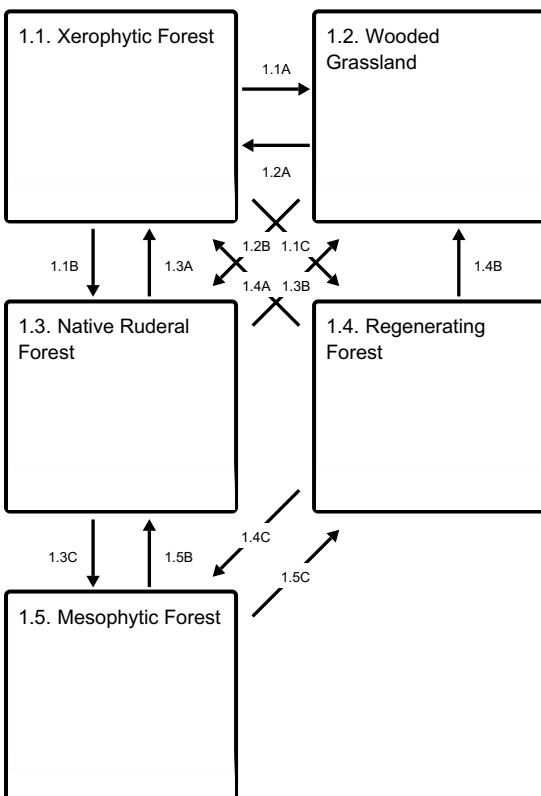 1.1. Xerophytic Forest
1.2. Wooded
Grassland
1.1A
1.2A
1.1B
1.3A
1.2B
1.1C
1.4A
1.3B
1.4B
1.3. Native Ruderal
Forest
1.4. Regenerating
Forest
1.3C
1.5B
1.4C
1.5C
1.5. Mesophytic Forest